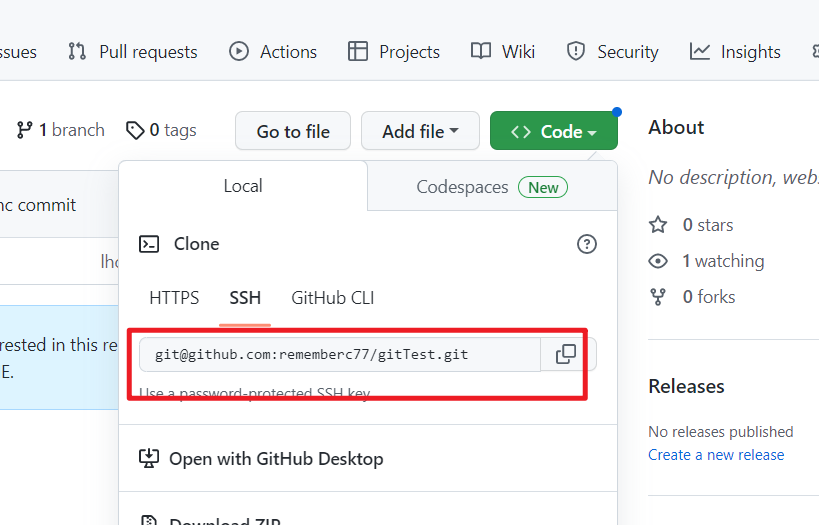 ssues Pull requests Actions Projects Wiki Security Insights
1 branch 0 tags Go to file Add file Code
About
No description, webs
Local Codespaces New
nc commit
0 stars
Clone
lho
1 watching
HTTPS SSH GitHub CLI
0 forks
rested in this re
E.
git@github.com:rememberc77/gitTest.git
Use a password-protected SSH key.
Releases
No releases published
Create a new release
Open with GitHub Desktop
Download ZIP